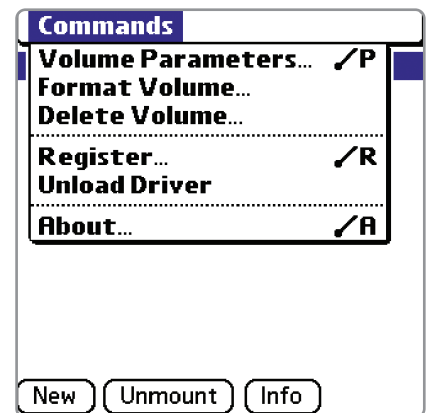 Commands
Volume Parameters... /P
Format Volume...
Delete Volume...
Register... /R
Unload Driver
About... /A
New Unmount Info